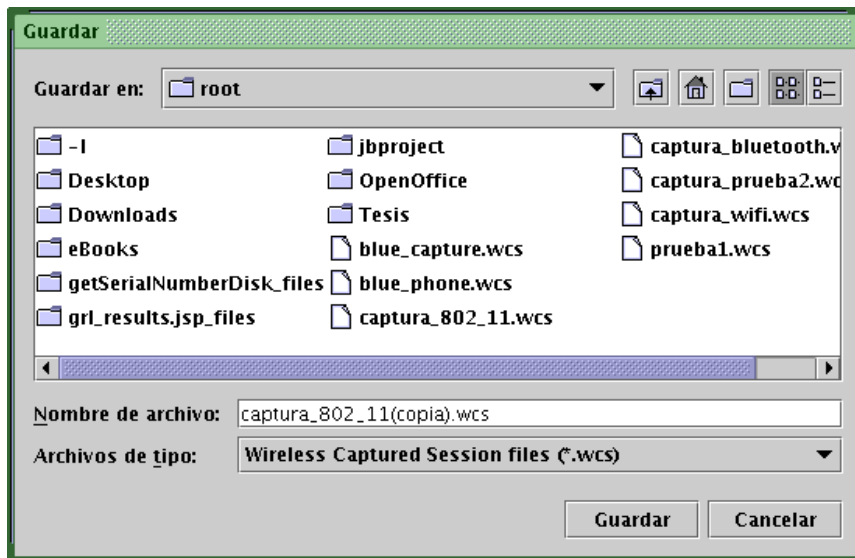 Guardar
Guardar en: root
-l
Desktop
Downloads
eBooks
getSerialNumberDisk_files
grl_results.jsp_files
jbproject
OpenOffice
Tesis
blue_capture.wcs
blue_phone.wcs
captura_802_11.wcs
captura_bluetooth.w
captura_prueba2.wc
captura_wifi.wcs
prueba1.wcs
Nombre de archivo: captura_802_11(copia).wcs
Archivos de tipo: Wireless Captured Session files (*.wcs)
Guardar Cancelar